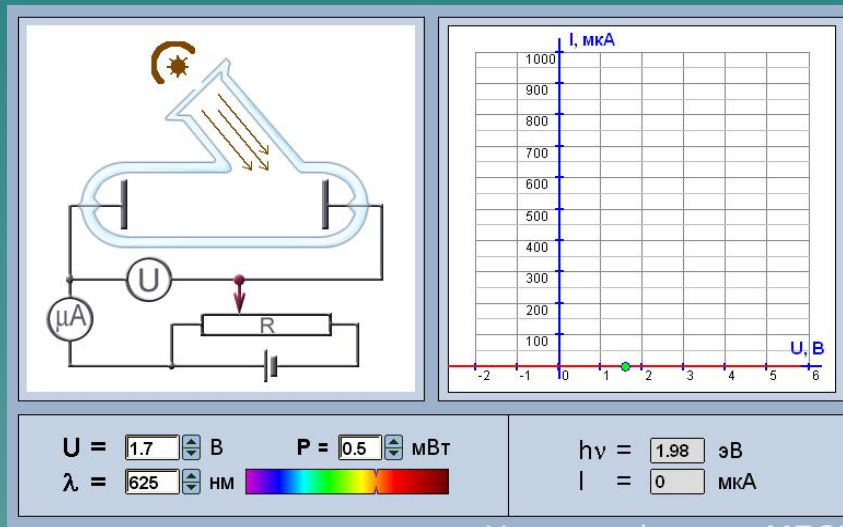 U
μA
R
I, мкА
1000
900
800
700
600
500
400
300
200
100
U, В
-2 -1 0 1 2 3 4 5 6
U = 1.7 В P = 0.5 мВт
λ = 625 нм
hν = 1.98 эВ
I = 0 мкА